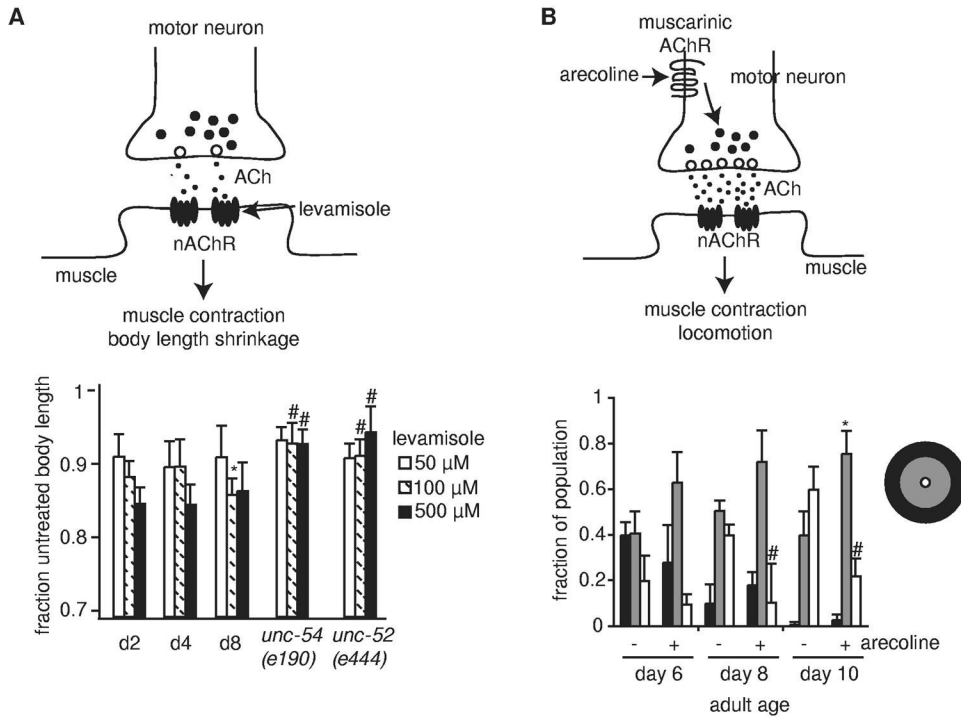 A
motor neuron
ACh
levamisole
nAChR
muscle
muscle contraction
body length shrinkage
fraction untreated body length
1
0.9
0.8
0.7
*
# #
# #
levamisole
50 µM
100 µM
500 µM
d2 d4 d8 unc-54 unc-52
(e190) (e444)
B
muscarinic
AChR
arecoline
motor neuron
ACh
nAChR
muscle
muscle contraction
locomotion
fraction of population
1
0.8
0.6
0.4
0.2
0
#
*
#
- + - + - + arecoline
day 6 day 8 day 10
adult age